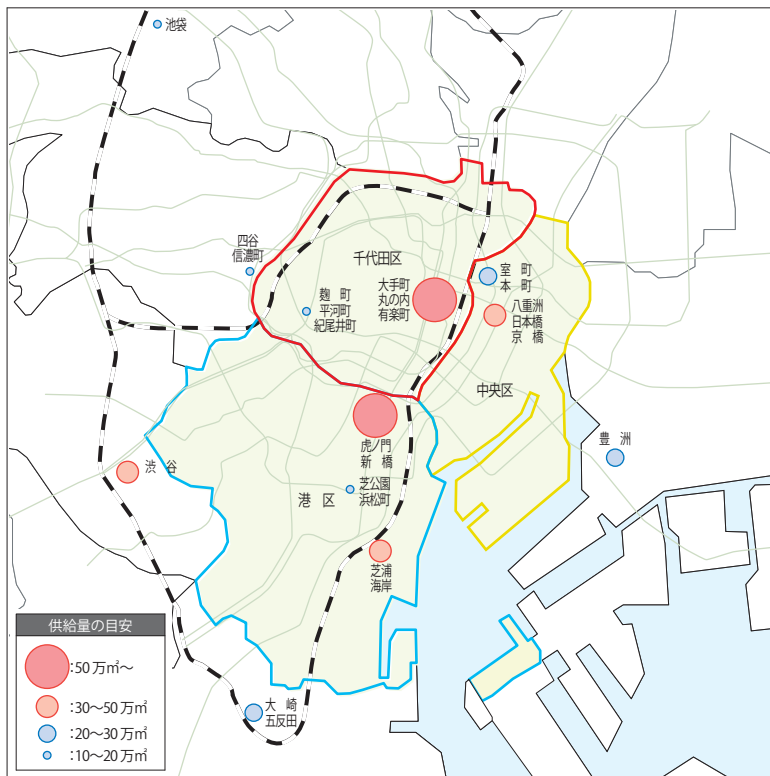 池袋
四谷
信濃町
千代田区
麹　町
平河町
紀尾井町
大手町
丸の内
有楽町
室　町
本　町
八重洲
日本橋
京　橋
中央区
豊　洲
虎ノ門
新　橋
渋　谷
港　区
芝公園
浜松町
芝浦
海岸
大　崎
五反田
供給量の目安
:50万㎡〜
:30〜50万㎡
:20〜30万㎡
:10〜20万㎡